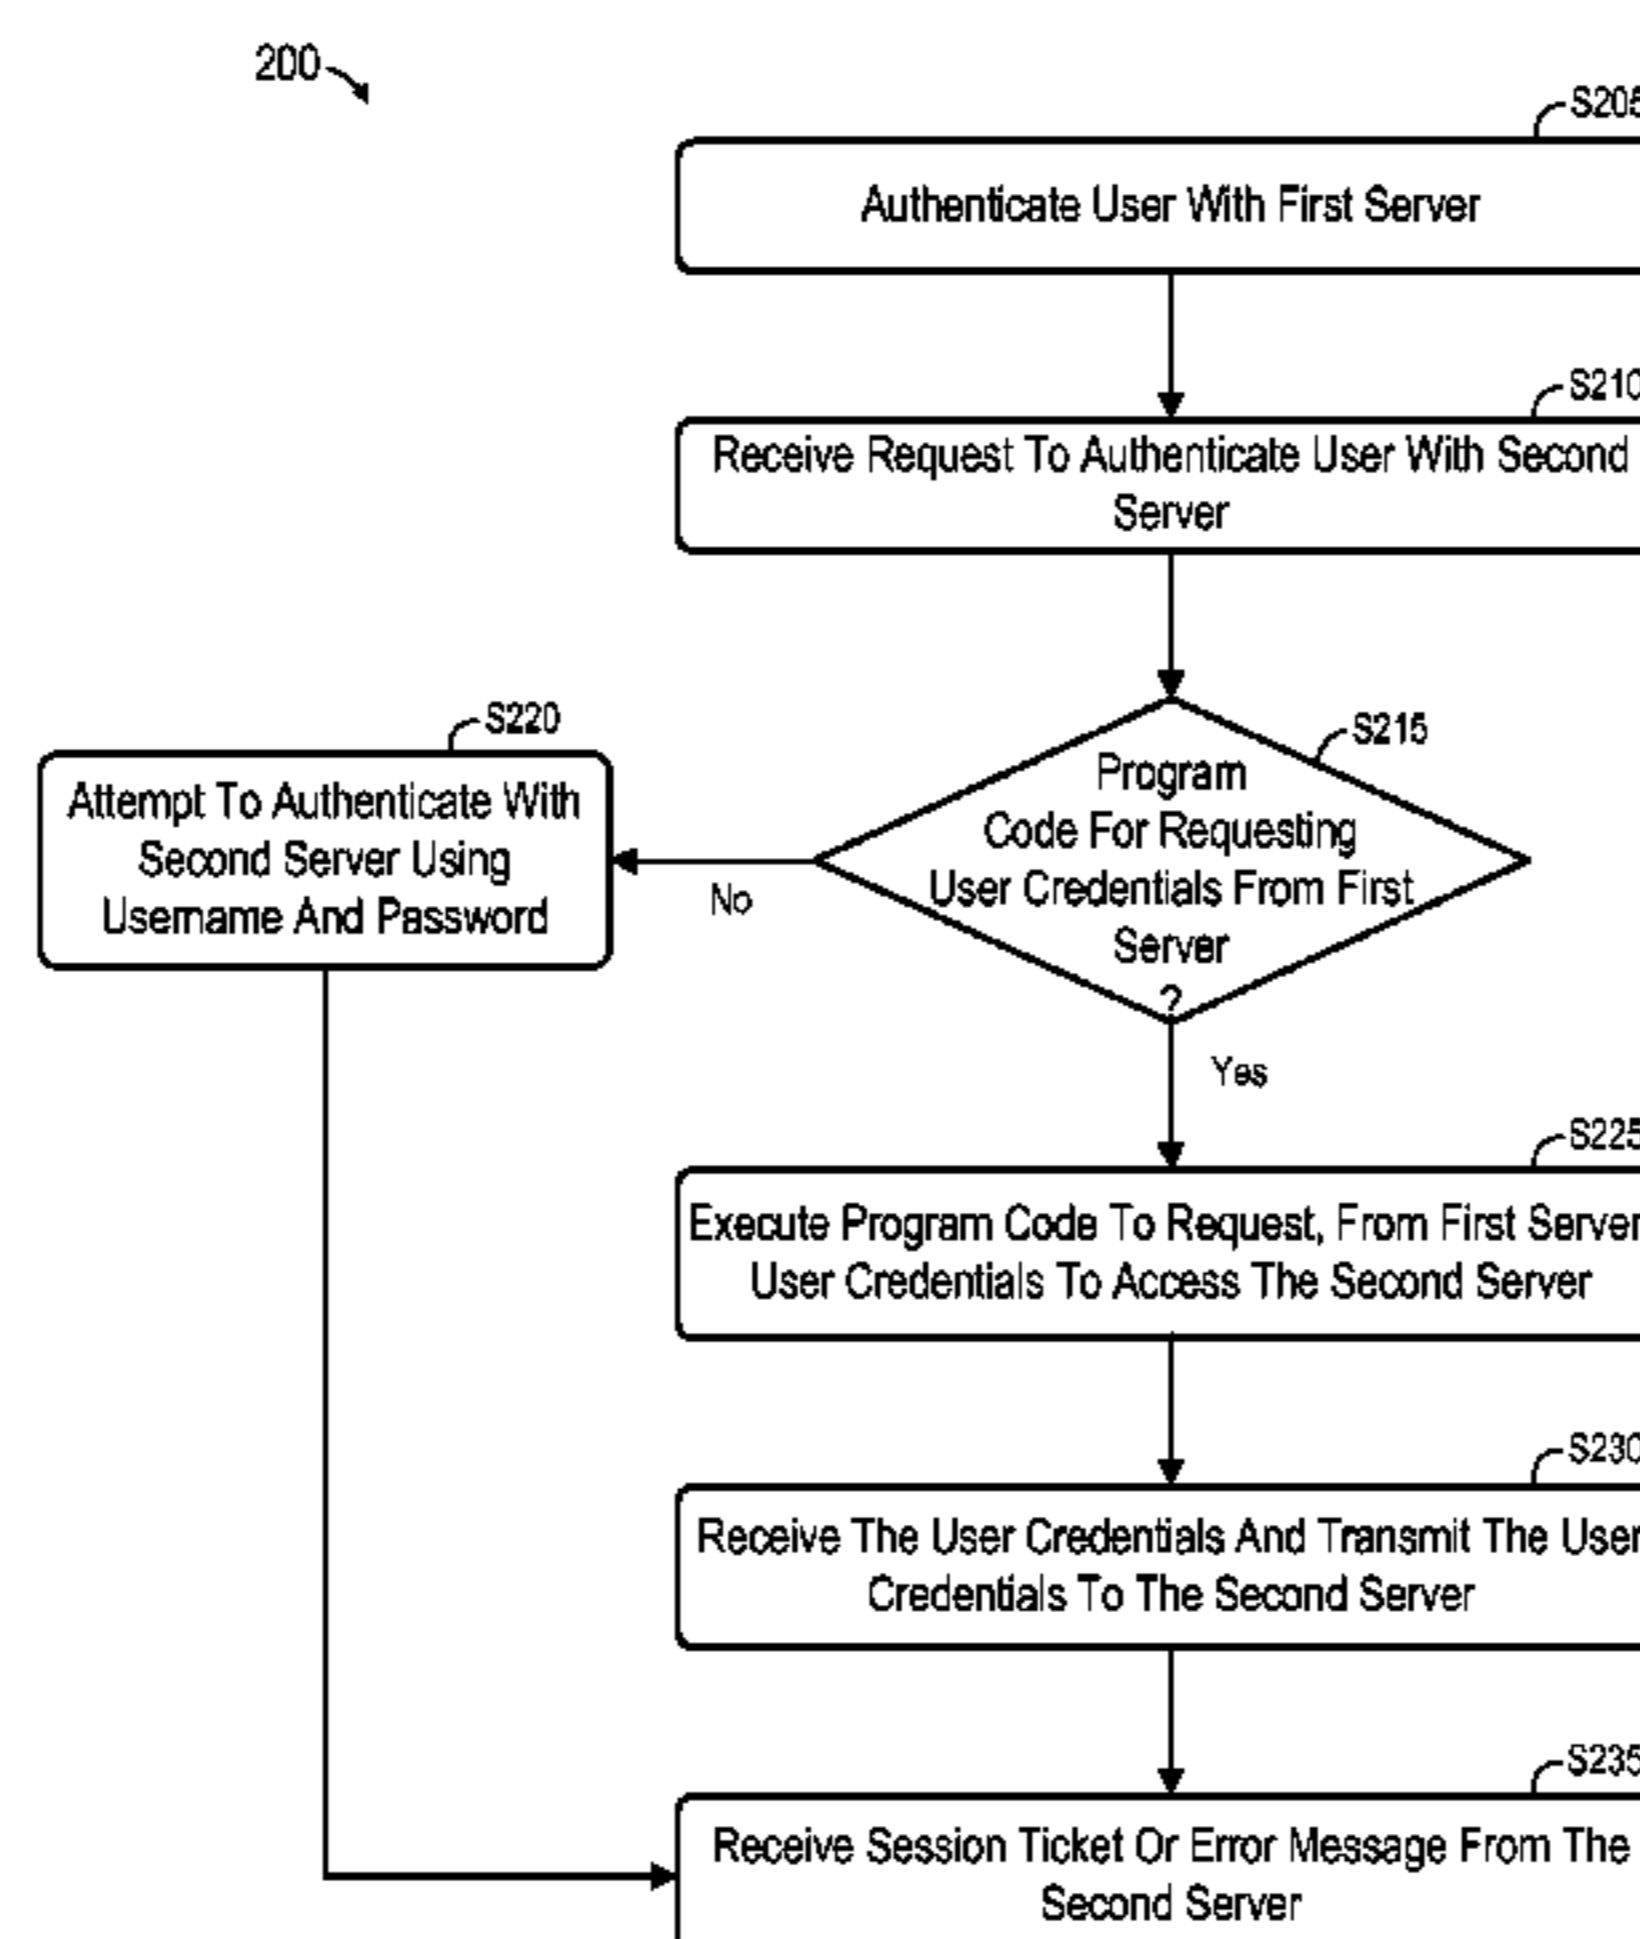 200
S205
Authenticate User With First Server
S210
Receive Request To Authenticate User With Second
Server
S220
Attempt To Authenticate With
Second Server Using
Username And Password
S215
Program
Code For Requesting
User Credentials From First
Server
?
No
Yes
S225
Execute Program Code To Request, From First Server
User Credentials To Access The Second Server
S230
Receive The User Credentials And Transmit The User
Credentials To The Second Server
S235
Receive Session Ticket Or Error Message From The
Second Server